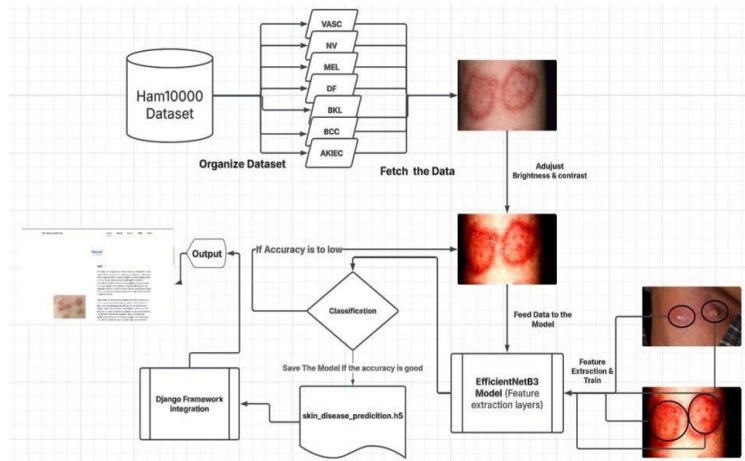 Ham10000
Dataset
Organize Dataset
VASC
NV
MEL
DF
BKL
BCC
AKIEC
Fetch the Data
Adujust
Brightness & contrast
Output
If Accuracy is to low
Classification
Feed Data to the
Model
Feature
Extraction &
Train
Save The Model If the accuracy is good
EfficientNetB3
Model (Feature
extraction layers)
Django Framework
integration
skin_disease_predicition.h5